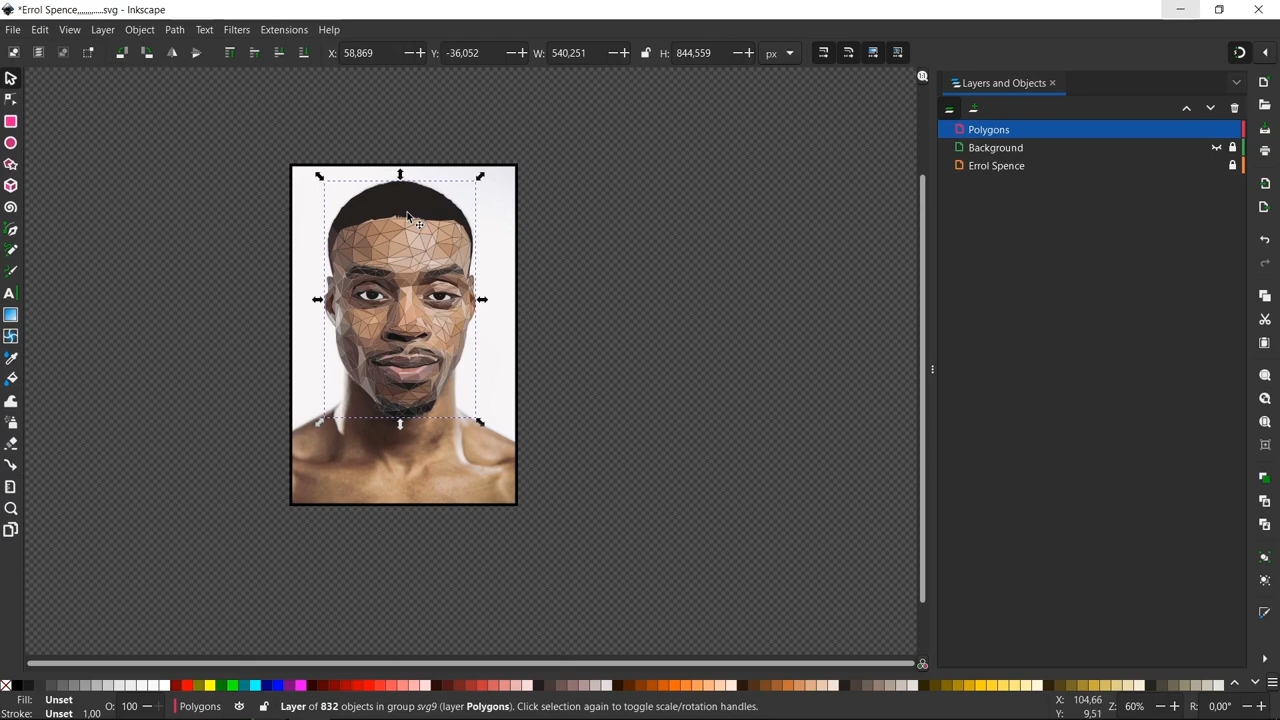 *Errol Spence,,,,,,,,.....svg - Inkscape
File Edit View Layer Object Path Text Filters Extensions Help
X: 58,869 Y: -36,052 W: 540,251 H: 844,559 px
Layers and Objects
Polygons
Background
Errol Spence
Fill: Unset
Stroke: Unset 1,00
O: 100
Polygons
Layer of 832 objects in group svg9 (layer Polygons). Click selection again to toggle scale/rotation handles.
X: 104,66
Y: 9,51
Z: 60%
R: 0,00°